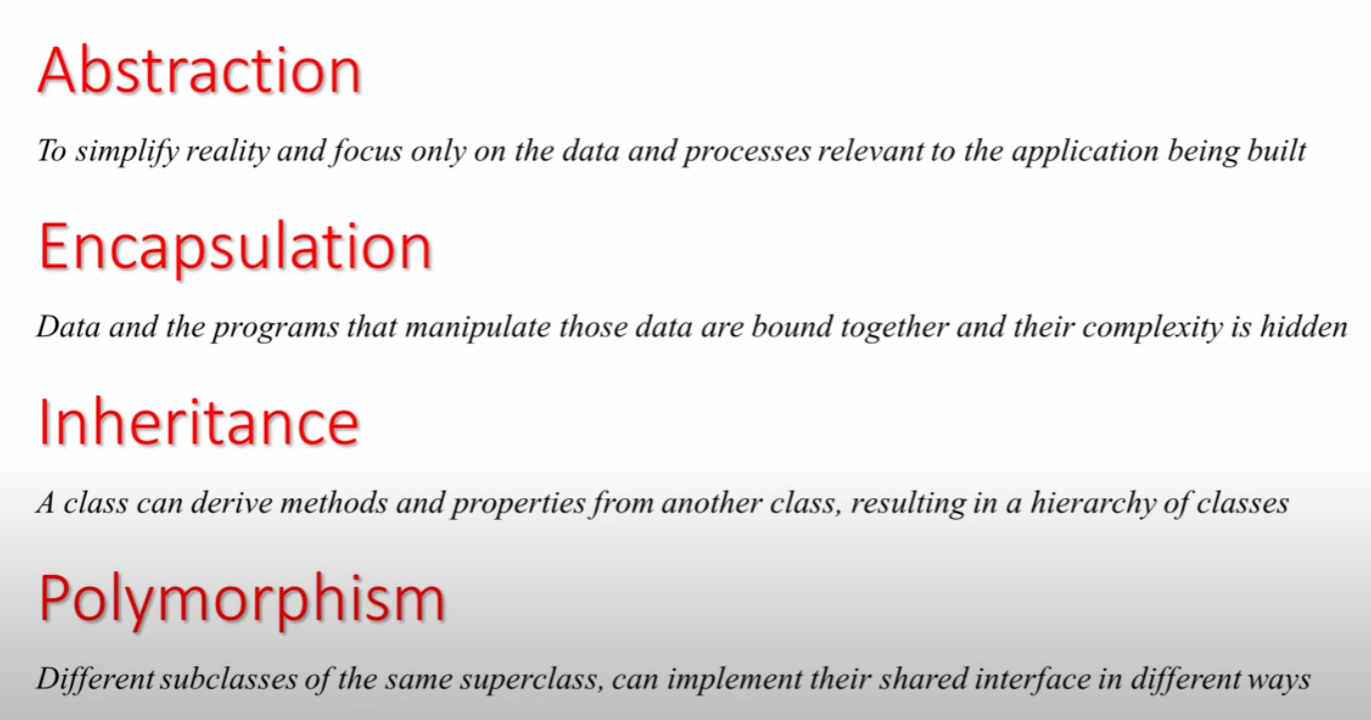 Abstraction
To simplify reality and focus only on the data and processes relevant to the application being built
Encapsulation
Data and the programs that manipulate those data are bound together and their complexity is hidden
Inheritance
A class can derive methods and properties from another class, resulting in a hierarchy of classes
Polymorphism
Different subclasses of the same superclass, can implement their shared interface in different ways